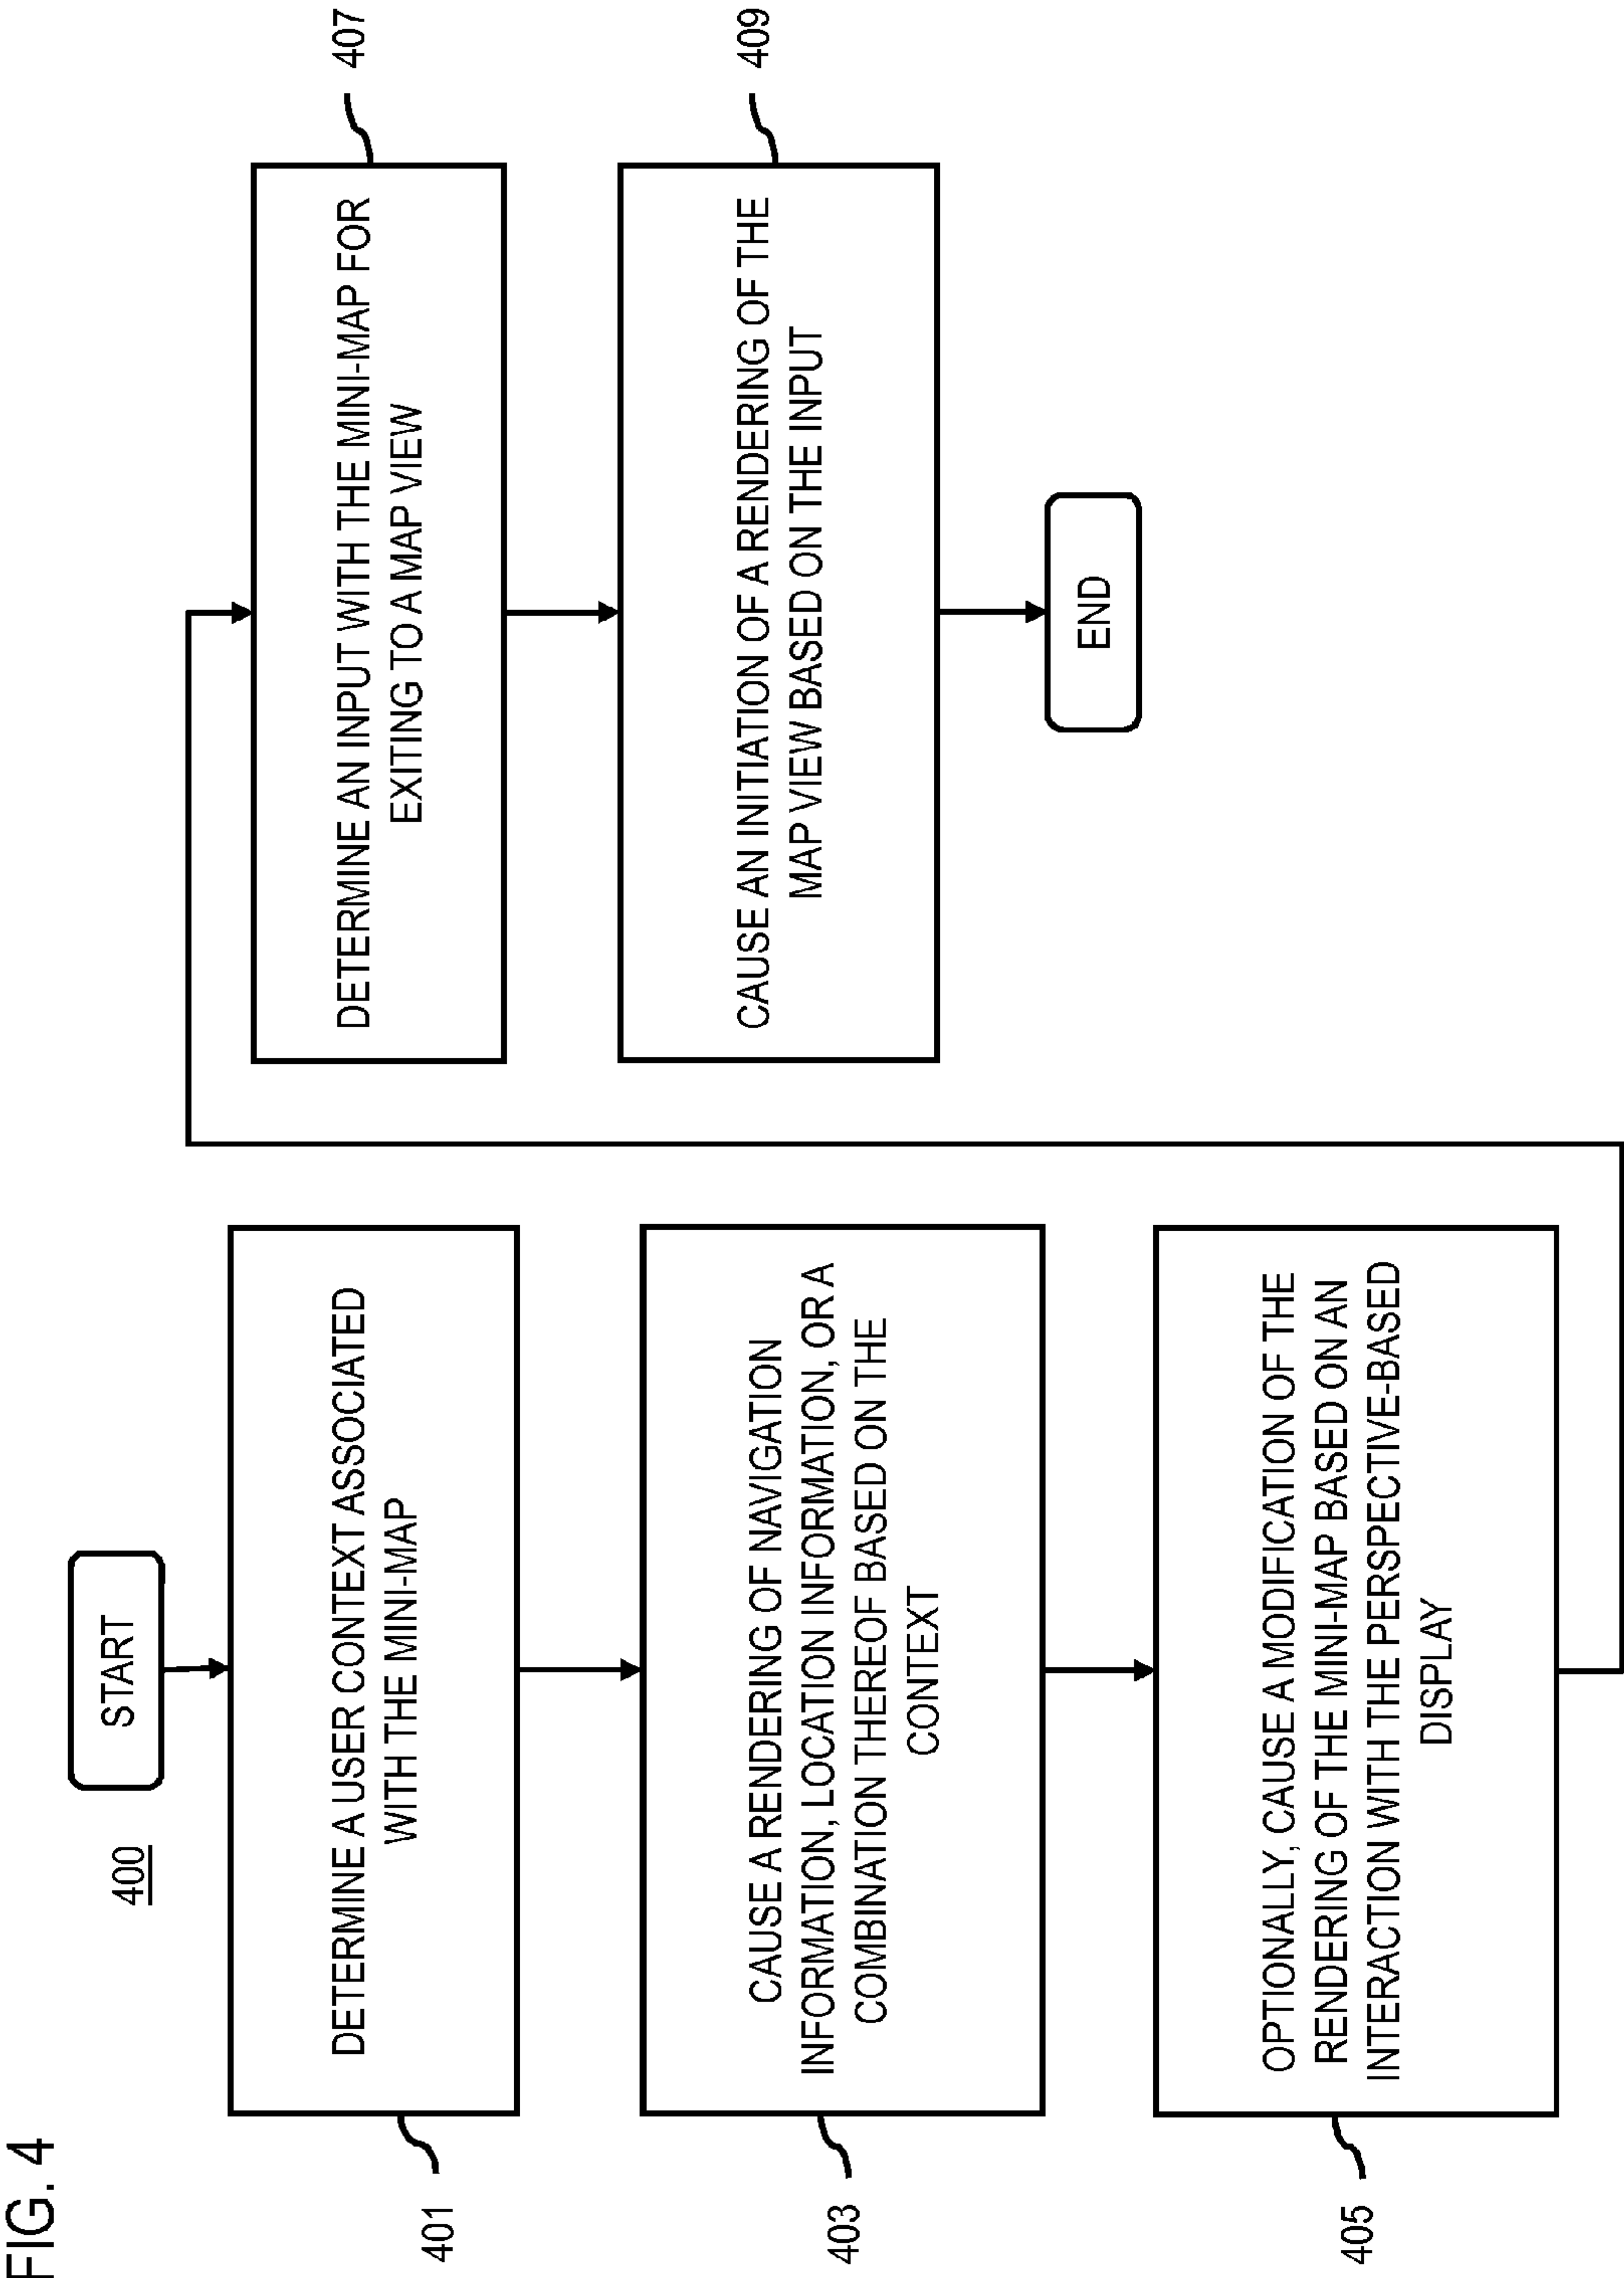 FIG. 4
400
START
DETERMINE A USER CONTEXT ASSOCIATED
WITH THE MINI-MAP
401
CAUSE A RENDERING OF NAVIGATION
INFORMATION, LOCATION INFORMATION, OR A
COMBINATION THEREOF BASED ON THE
CONTEXT
403
OPTIONALLY, CAUSE A MODIFICATION OF THE
RENDERING OF THE MINI-MAP BASED ON AN
INTERACTION WITH THE PERSPECTIVE-BASED
DISPLAY
405
DETERMINE AN INPUT WITH THE MINI-MAP FOR
EXITING TO A MAP VIEW
407
CAUSE AN INITIATION OF A RENDERING OF THE
MAP VIEW BASED ON THE INPUT
409
END